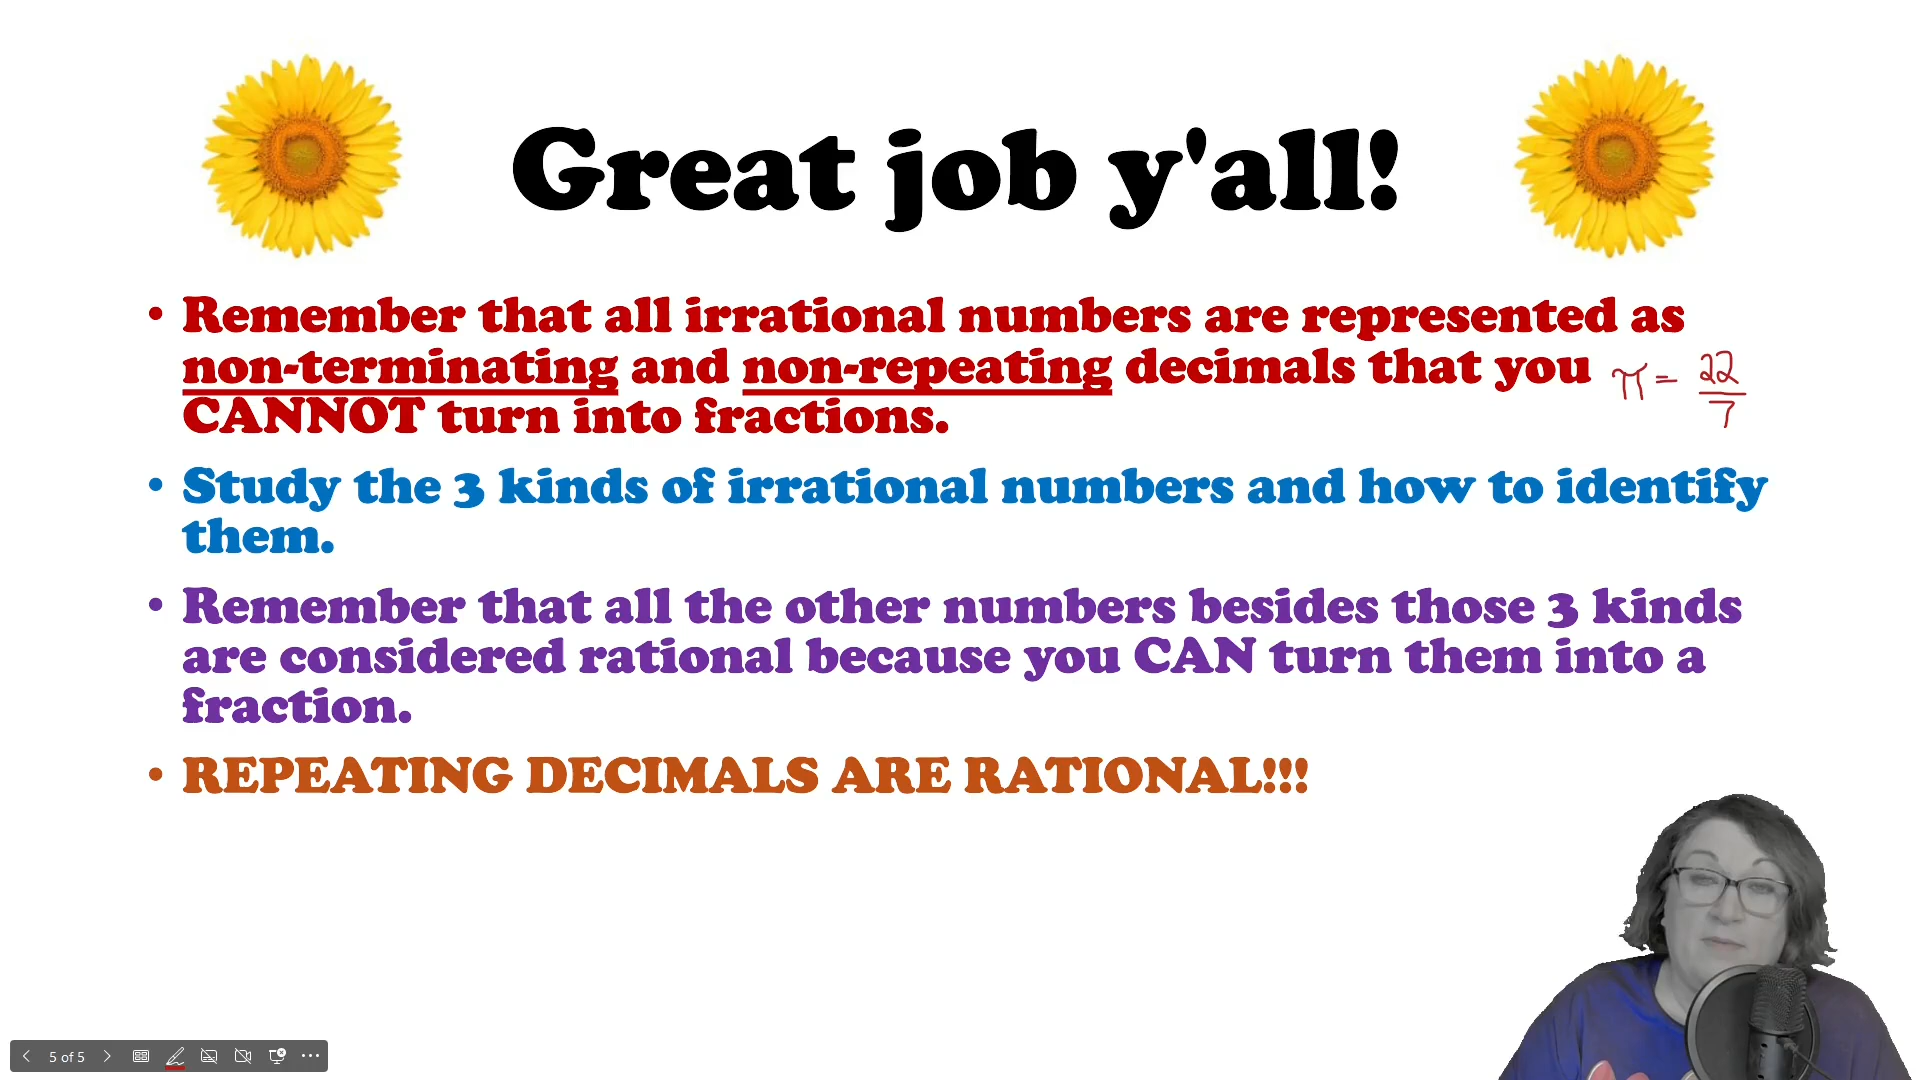 Great job y'all!
• Remember that all irrational numbers are represented as
non-terminating and non-repeating decimals that you
CANNOT turn into fractions.
π = 22/7
• Study the 3 kinds of irrational numbers and how to identify
them.
• Remember that all the other numbers besides those 3 kinds
are considered rational because you CAN turn them into a
fraction.
• REPEATING DECIMALS ARE RATIONAL!!!
5 of 5